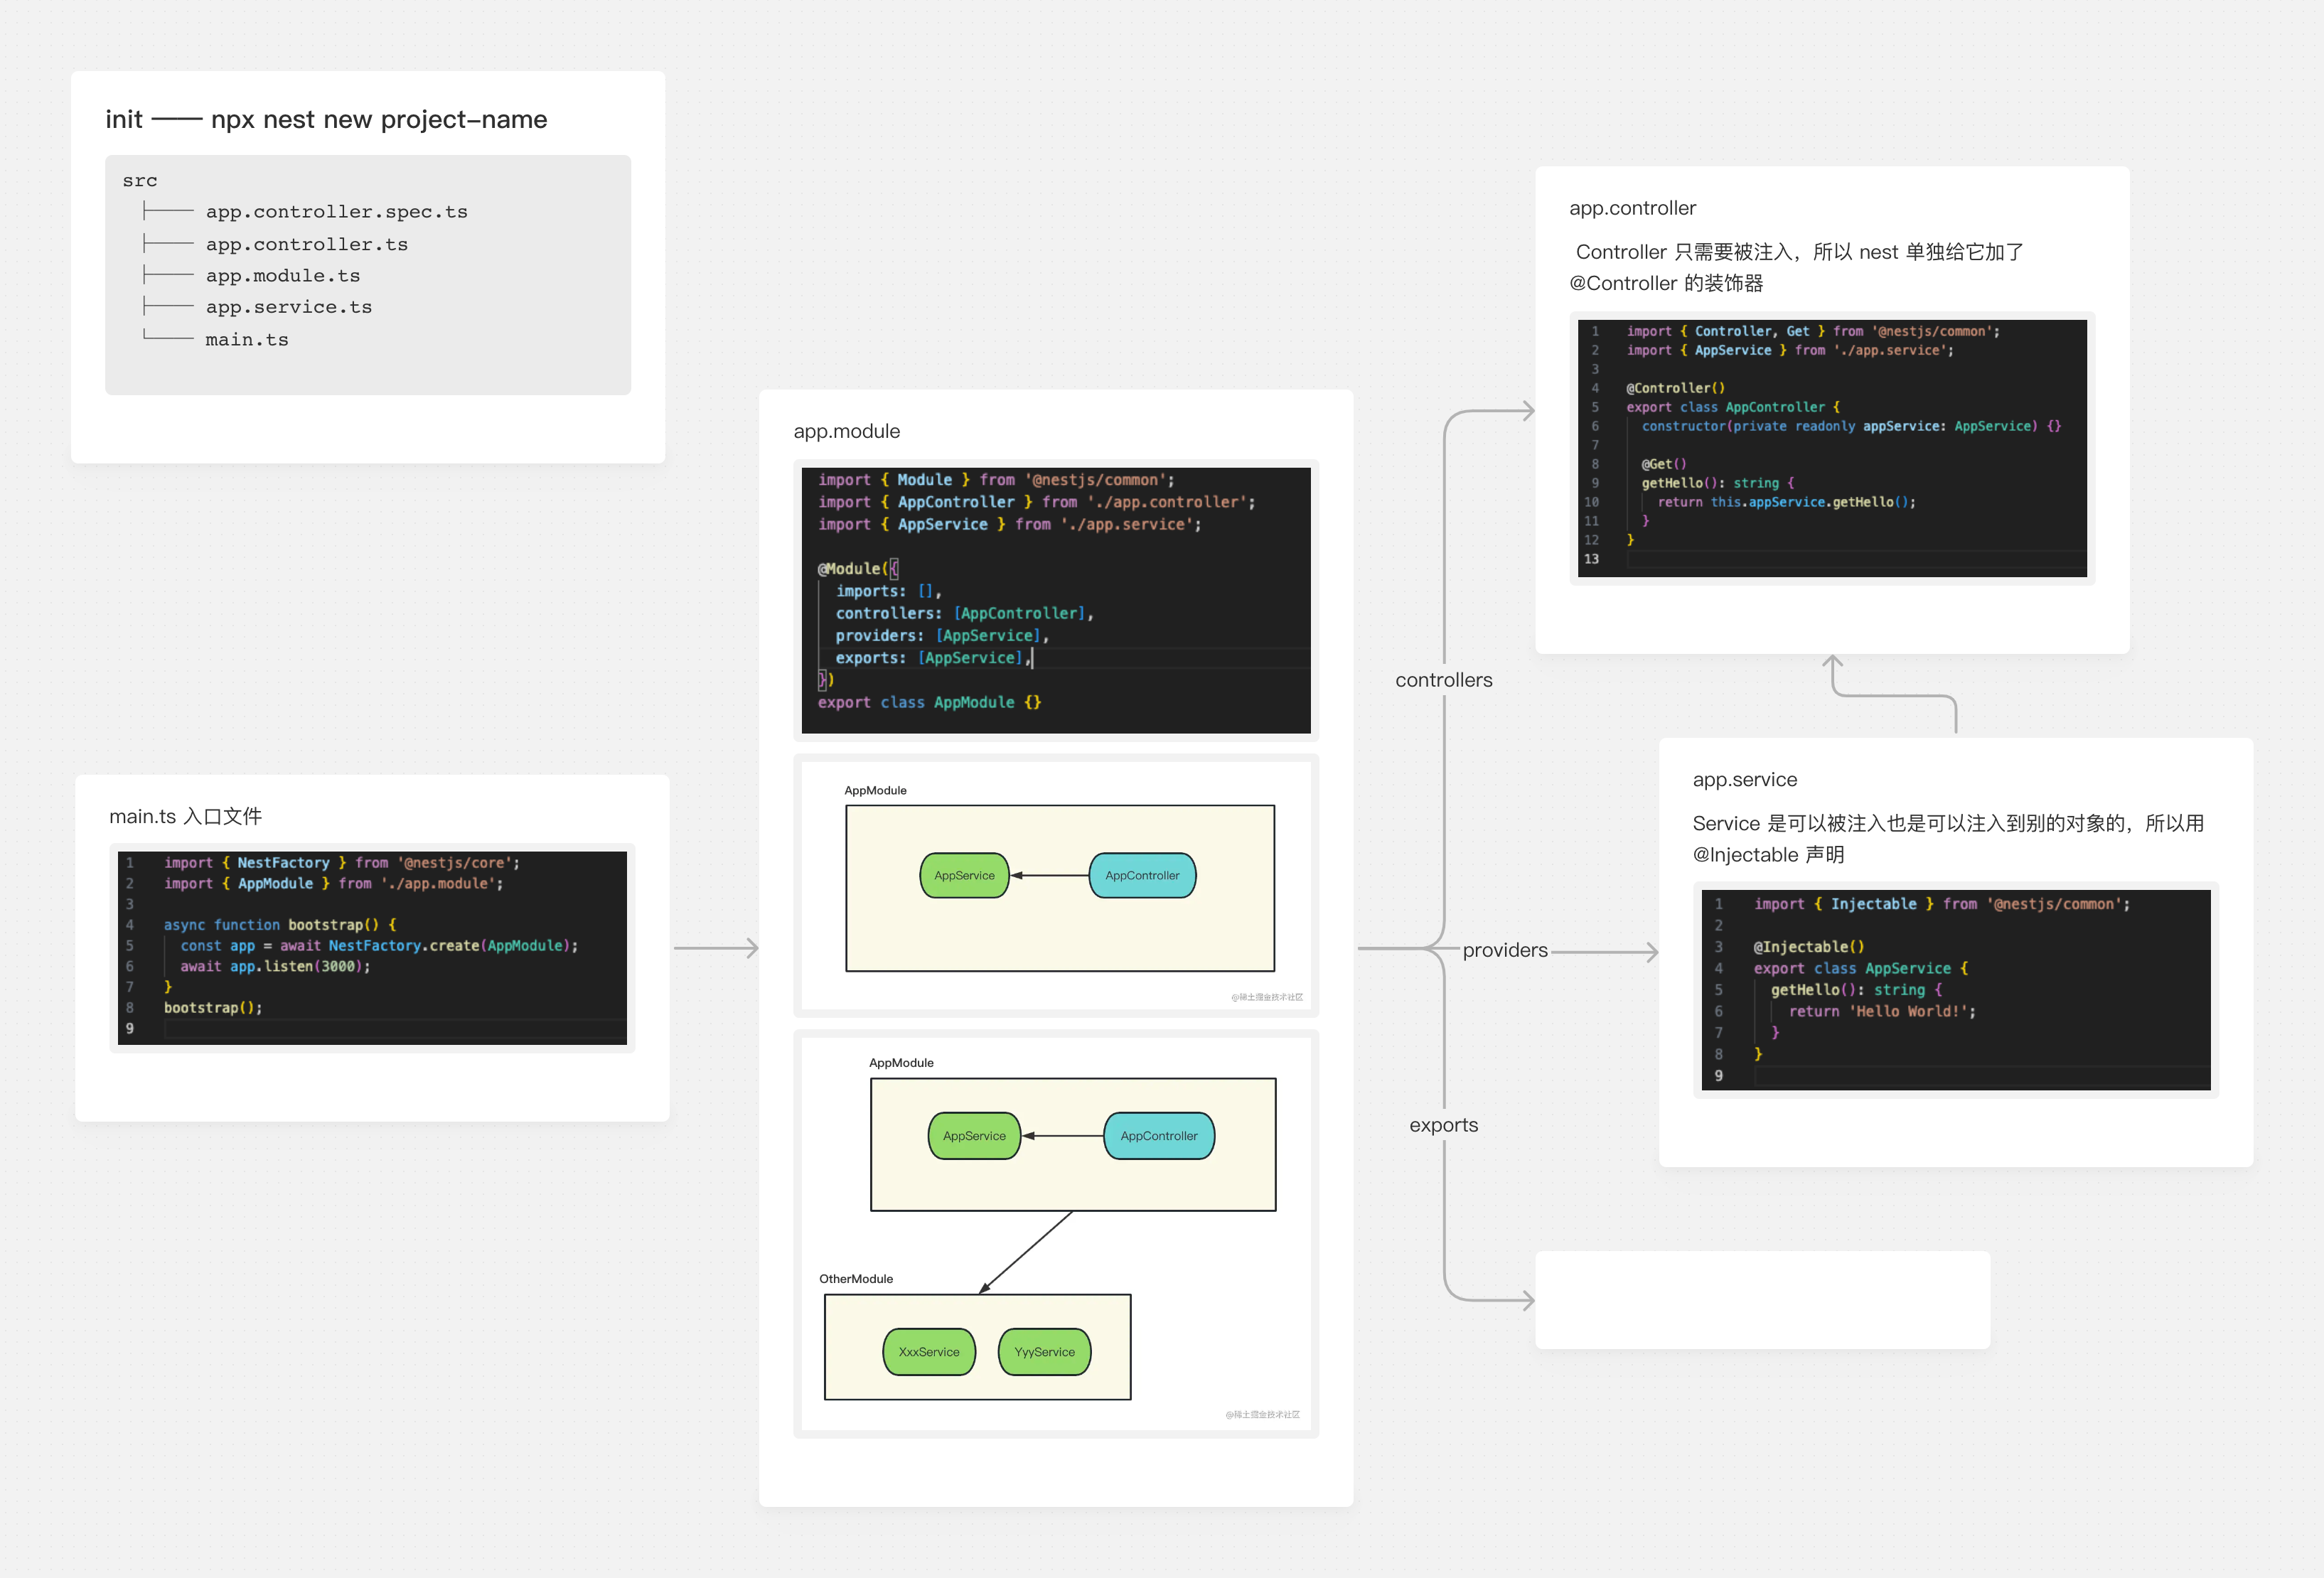 init —— npx nest new project-name
src
├── app.controller.spec.ts
├── app.controller.ts
├── app.module.ts
├── app.service.ts
└── main.ts
main.ts 入口文件
1 import { NestFactory } from '@nestjs/core';
2 import { AppModule } from './app.module';
3
4 async function bootstrap() {
5 const app = await NestFactory.create(AppModule);
6 await app.listen(3000);
7 }
8 bootstrap();
9
app.module
import { Module } from '@nestjs/common';
import { AppController } from './app.controller';
import { AppService } from './app.service';
@Module({
imports: [],
controllers: [AppController],
providers: [AppService],
exports: [AppService],
})
export class AppModule {}
AppModule
AppService
AppController
@稀土掘金技术社区
AppModule
AppService
AppController
OtherModule
XxxService
YyyService
@稀土掘金技术社区
controllers
providers
exports
app.controller
Controller 只需要被注入，所以 nest 单独给它加了
@Controller 的装饰器
1 import { Controller, Get } from '@nestjs/common';
2 import { AppService } from './app.service';
3
4 @Controller()
5 export class AppController {
6 constructor(private readonly appService: AppService) {}
7
8 @Get()
9 getHello(): string {
10 return this.appService.getHello();
11 }
12 }
13
app.service
Service 是可以被注入也是可以注入到别的对象的，所以用
@Injectable 声明
1 import { Injectable } from '@nestjs/common';
2
3 @Injectable()
4 export class AppService {
5 getHello(): string {
6 return 'Hello World!';
7 }
8 }
9